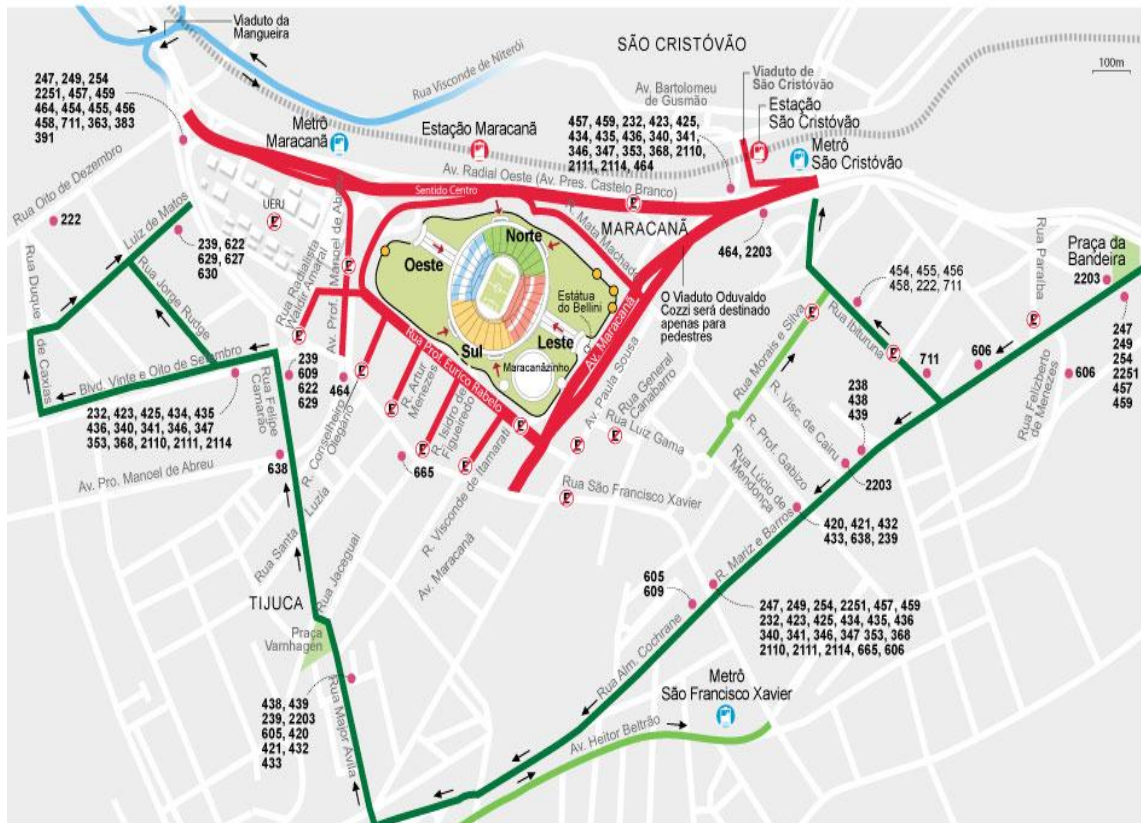 Viaduto da
Mangueira
SÃO CRISTÓVÃO
100m
Rua Visconde de Niterói
Viaduto de
São Cristóvão
Av. Bartolomeu
de Gusmão
247, 249, 254
2251, 457, 459
464, 454, 455, 456
458, 711, 363, 383
391
Metrô
Maracanã
Estação Maracanã
457, 459, 232, 423, 425,
434, 435, 436, 340, 341,
346, 347, 353, 368, 2110,
2111, 2114, 464
Estação
São Cristóvão
Metrô
São Cristóvão
Rua Oito de Dezembro
Av. Radial Oeste (Av. Pres. Castelo Branco)
Sentido Centro
UERJ
222
Luiz de Matos
239, 622
629, 627
630
Rua Radialista
Waldir Amaral
Av. Prof. Manoel de Abreu
Norte
Oeste
R. Mata Machado
MARACANÃ
464, 2203
Rua Paraíba
Praça da
Bandeira
2203
Estátua
do Bellini
O Viaduto Oduvaldo
Cozzi será destinado
apenas para
pedestres
454, 455, 456
458, 222, 711
Rua Duque
de Caxias
Rua Jorge Rudge
Leste
Sul
Maracanãzinho
Av. Maracanã
Rua Prof. Eurico Rabelo
Rua Morais e Silva
Rua Ibituruna
247
249
254
2251
457
459
Blvd. Vinte e Oito de Setembro
239
609
622
629
464
R. Artur
Menezes
R. Isidro de
Figueiredo
Av. Paula Sousa
Rua General
Canabarro
711
606
606
Rua Felizberto
de Menezes
232, 423, 425, 434, 435
436, 340, 341, 346, 347
353, 368, 2110, 2111, 2114
Rua Felipe
Camarão
R. Conselheiro
Olegário
Rua Luiz Gama
238
438
439
R. Visc. de Cairu
R. Prof. Gabizo
Rua Lúcio de
Mendonça
2203
638
Av. Pro. Manoel de Abreu
665
R. Visconde de Itamarati
Rua São Francisco Xavier
420, 421, 432
433, 638, 239
Rua Santa
Luzia
Rua Jaceguai
Av. Maracanã
R. Mariz e Barros
TIJUCA
605
609
247, 249, 254, 2251, 457, 459
232, 423, 425, 434, 435, 436
340, 341, 346, 347 353, 368
2110, 2111, 2114, 665, 606
Praça
Varnhagen
Rua Alm. Cochrane
Metrô
São Francisco Xavier
Rua Major Ávila
438, 439
239, 2203
605, 420
421, 432
433
Av. Heitor Beltrão